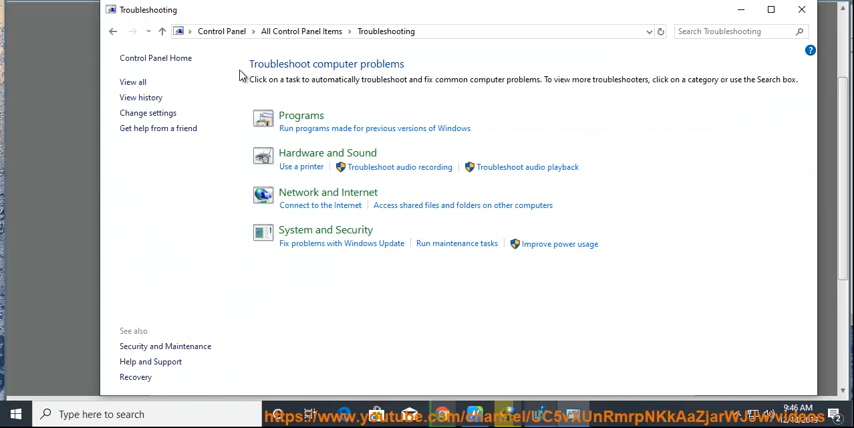 Troubleshooting
Control Panel > All Control Panel Items > Troubleshooting
Search Troubleshooting
Control Panel Home
View all
View history
Change settings
Get help from a friend
Troubleshoot computer problems
Click on a task to automatically troubleshoot and fix common computer problems. To view more troubleshooters, click on a category or use the Search box.
Programs
Run programs made for previous versions of Windows
Hardware and Sound
Use a printer
Troubleshoot audio recording
Troubleshoot audio playback
Network and Internet
Connect to the Internet
Access shared files and folders on other computers
System and Security
Fix problems with Windows Update
Run maintenance tasks
Improve power usage
See also
Security and Maintenance
Help and Support
Recovery
Type here to search
9:46 AM
2